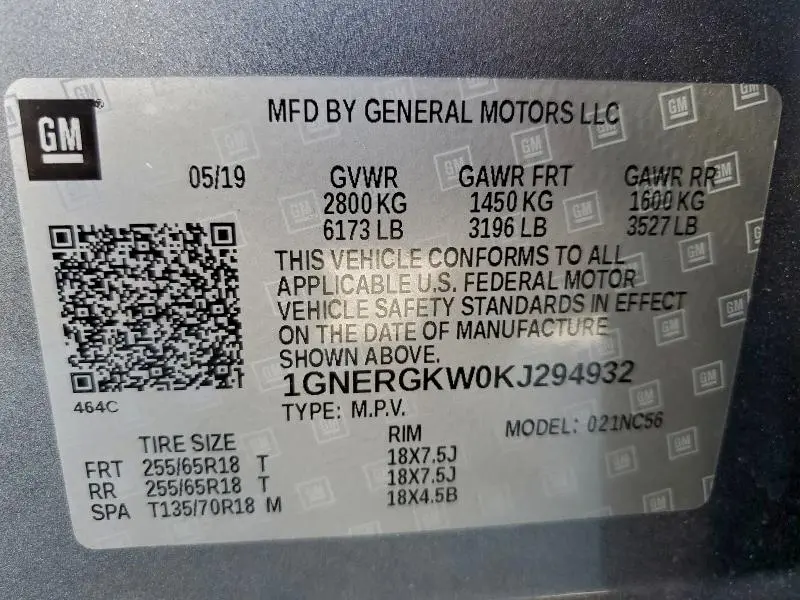 GM
MFD BY GENERAL MOTORS LLC
05/19 GVWR GAWR FRT GAWR RR
2800 KG 1450 KG 1600 KG
6173 LB 3196 LB 3527 LB
THIS VEHICLE CONFORMS TO ALL
APPLICABLE U.S. FEDERAL MOTOR
VEHICLE SAFETY STANDARDS IN EFFECT
ON THE DATE OF MANUFACTURE
SHOWN ABOVE.
1GNERGKW0KJ294932
464C
TYPE: M.P.V. MODEL: 021NC56
TIRE SIZE RIM
FRT 255/65R18 T 18X7.5J
RR 255/65R18 T 18X7.5J
SPA T135/70R18 M 18X4.5B